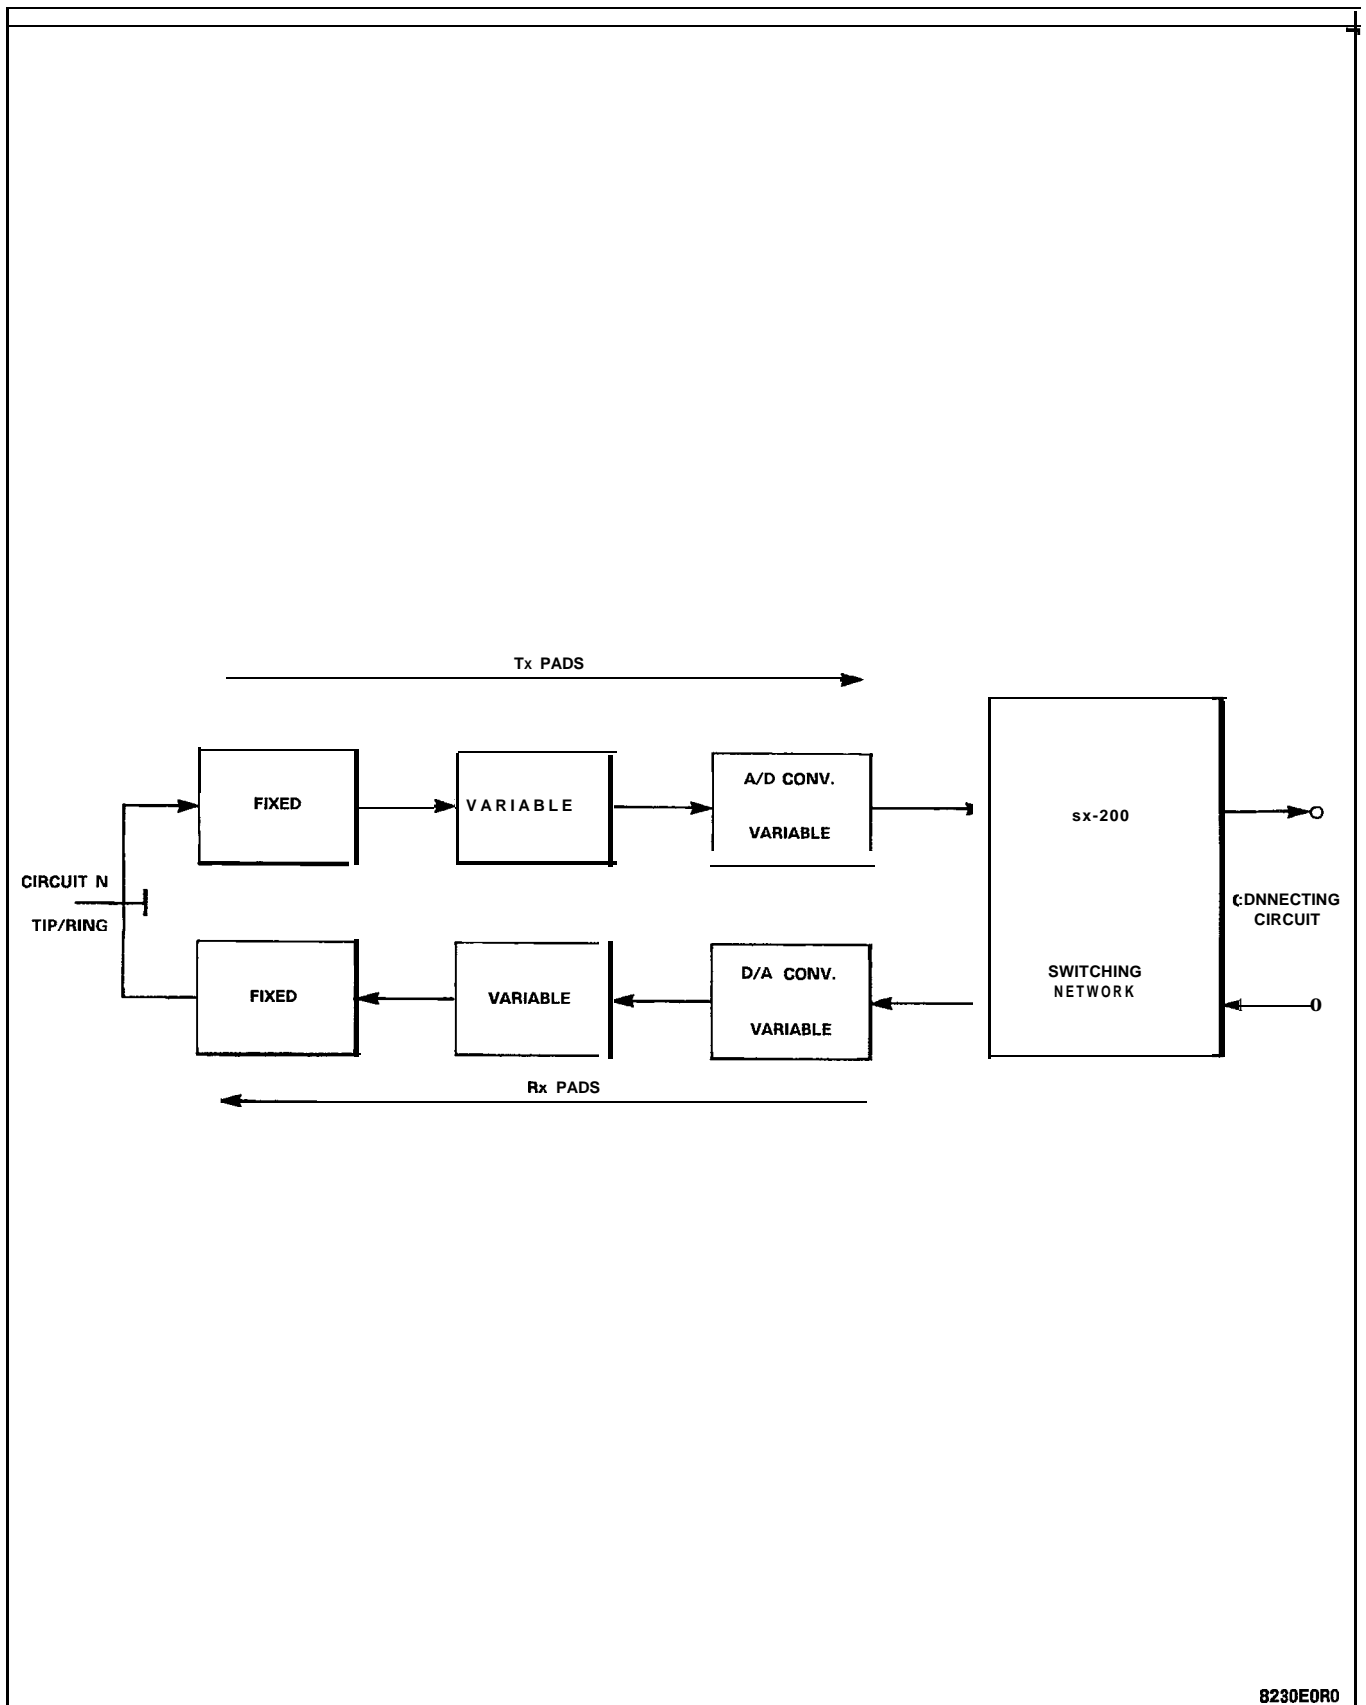 Tx PADS
FIXED
VARIABLE
A/D CONV.
VARIABLE
sx-200
CIRCUIT N
TIP/RING
CONNECTING
CIRCUIT
FIXED
VARIABLE
D/A CONV.
VARIABLE
SWITCHING
NETWORK
Rx PADS
8230E0R0